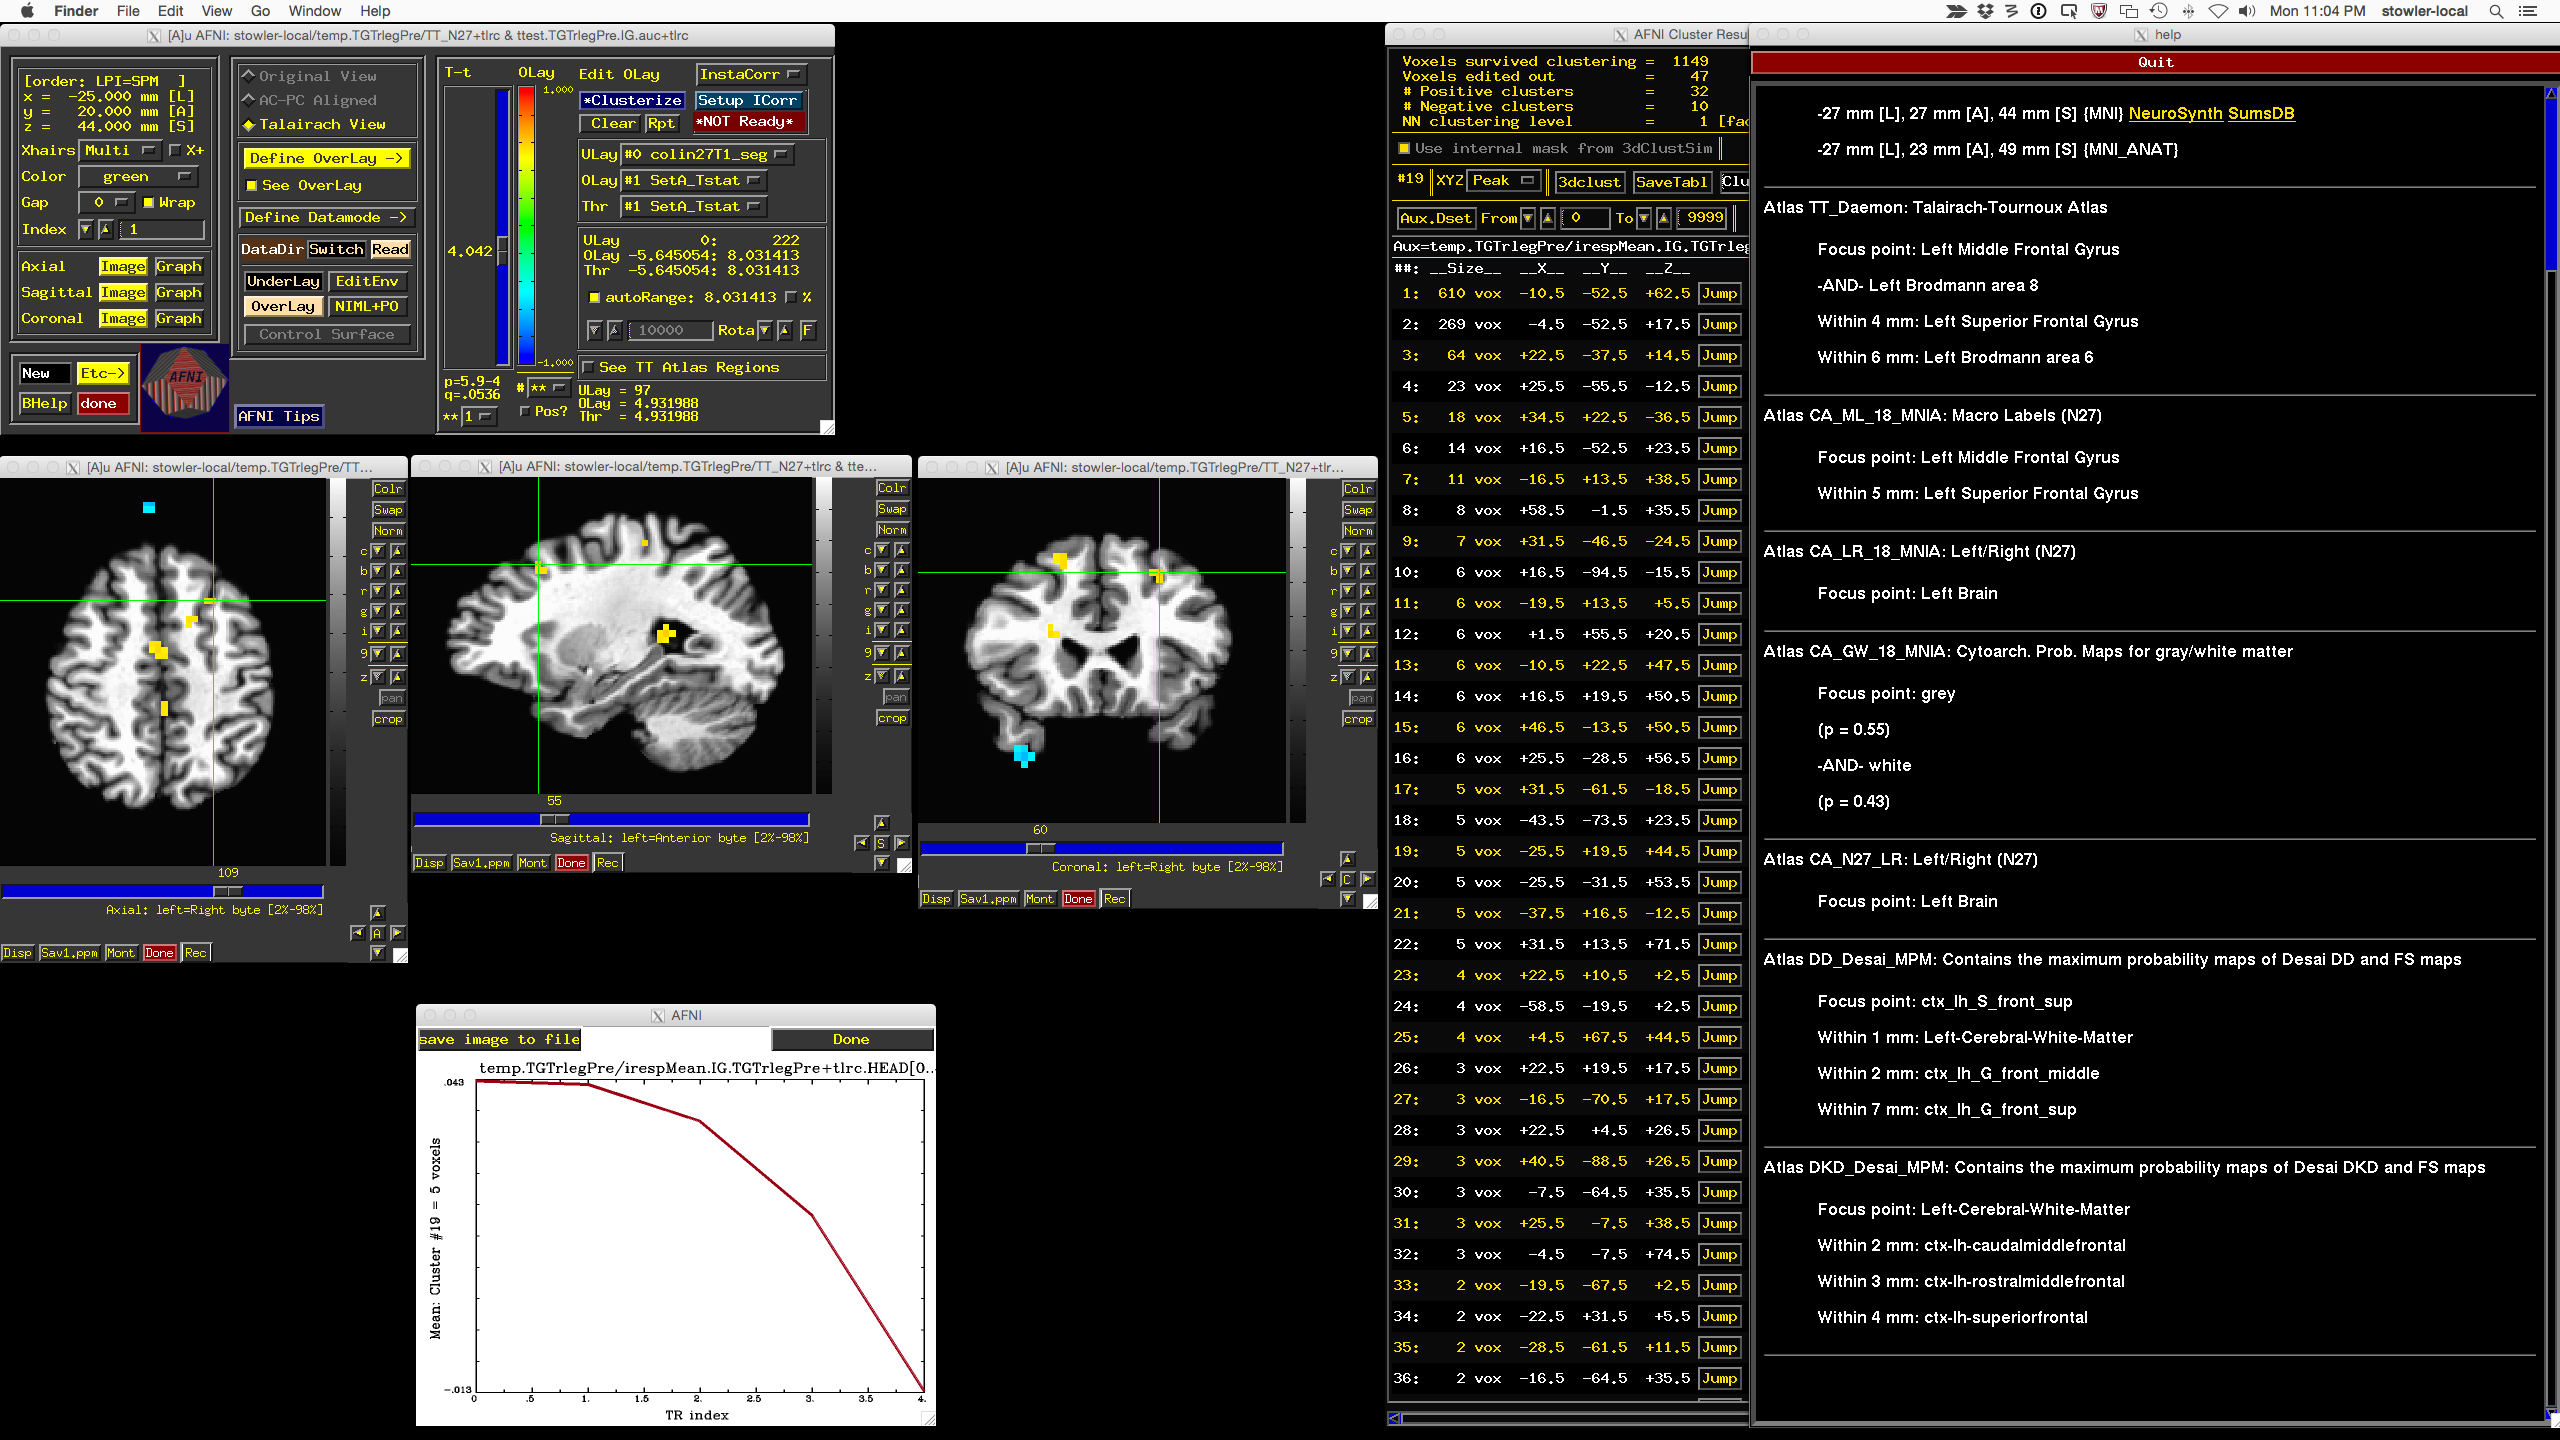 Finder File Edit View Go Window Help
Mon 11:04 PM stowler-local
[A]u AFNI: stowler-local/temp.TGTrlegPre/TT_N27+tlrc & ttest.TGTrlegPre.IG.auc+tlrc
[order: LPI=SPM ]
x = -25.000 mm [L]
y = 20.000 mm [A]
z = 44.000 mm [S]
Xhairs Multi X+
Color green
Gap 0 Wrap
Index 1
Axial Image Graph
Sagittal Image Graph
Coronal Image Graph
New Etc->
BHelp done
AFNI
Original View
AC-PC Aligned
Talairach View
Define OverLay ->
See OverLay
Define Datamode ->
DataDir Switch Read
UnderLay EditEnv
OverLay NIML+PO
Control Surface
AFNI Tips
T-t
4.042
p=5.9-4
q=.0536
** 1
OLay
1.000
-1.000
# **
Pos?
Edit OLay InstaCorr
*Clusterize Setup ICorr
Clear Rpt *NOT Ready*
ULay #0 colin27T1_seg
OLay #1 SetA_Tstat
Thr #1 SetA_Tstat
ULay 0: 222
OLay -5.645054: 8.031413
Thr -5.645054: 8.031413
autoRange: 8.031413 %
10000 Rota F
See TT Atlas Regions
ULay = 97
OLay = 4.931988
Thr = 4.931988
[A]u AFNI: stowler-local/temp.TGTrlegPre/TT...
Colr
Swap
Norm
c
b
r
g
i
9
z
pan
crop
109
Axial: left=Right byte [2%-98%]
A
Disp Sav1.ppm Mont Done Rec
[A]u AFNI: stowler-local/temp.TGTrlegPre/TT_N27+tlrc & tte...
Colr
Swap
Norm
c
b
r
g
i
9
z
pan
crop
55
Sagittal: left=Anterior byte [2%-98%]
S
Disp Sav1.ppm Mont Done Rec
[A]u AFNI: stowler-local/temp.TGTrlegPre/TT_N27+tlr...
Colr
Swap
Norm
c
b
r
g
i
9
z
pan
crop
60
Coronal: left=Right byte [2%-98%]
C
Disp Sav1.ppm Mont Done Rec
AFNI
save image to file Done
temp.TGTrlegPre/irespMean.IG.TGTrlegPre+tlrc.HEAD[0..
.043
Mean: Cluster #19 = 5 voxels
-.013
0 .5 1. 1.5 2. 2.5 3. 3.5 4.
TR index
AFNI Cluster Resu
Voxels survived clustering = 1149
Voxels edited out = 47
# Positive clusters = 32
# Negative clusters = 10
NN clustering level = 1 [fac
Use internal mask from 3dClustSim
#19 XYZ Peak 3dclust SaveTabl Clu
Aux.Dset From 0 To 9999
Aux=temp.TGTrlegPre/irespMean.IG.TGTrleg
##: __Size__ __X__ __Y__ __Z__
1: 610 vox -10.5 -52.5 +62.5 Jump
2: 269 vox -4.5 -52.5 +17.5 Jump
3: 64 vox +22.5 -37.5 +14.5 Jump
4: 23 vox +25.5 -55.5 -12.5 Jump
5: 18 vox +34.5 +22.5 -36.5 Jump
6: 14 vox +16.5 -52.5 +23.5 Jump
7: 11 vox -16.5 +13.5 +38.5 Jump
8: 8 vox +58.5 -1.5 +35.5 Jump
9: 7 vox +31.5 -46.5 -24.5 Jump
10: 6 vox +16.5 -94.5 -15.5 Jump
11: 6 vox -19.5 +13.5 +5.5 Jump
12: 6 vox +1.5 +55.5 +20.5 Jump
13: 6 vox -10.5 +22.5 +47.5 Jump
14: 6 vox +16.5 +19.5 +50.5 Jump
15: 6 vox +46.5 -13.5 +50.5 Jump
16: 6 vox +25.5 -28.5 +56.5 Jump
17: 5 vox +31.5 -61.5 -18.5 Jump
18: 5 vox -43.5 -73.5 +23.5 Jump
19: 5 vox -25.5 +19.5 +44.5 Jump
20: 5 vox -25.5 -31.5 +53.5 Jump
21: 5 vox -37.5 +16.5 -12.5 Jump
22: 5 vox +31.5 +13.5 +71.5 Jump
23: 4 vox +22.5 +10.5 +2.5 Jump
24: 4 vox -58.5 -19.5 +2.5 Jump
25: 4 vox +4.5 +67.5 +44.5 Jump
26: 3 vox +22.5 +19.5 +17.5 Jump
27: 3 vox -16.5 -70.5 +17.5 Jump
28: 3 vox +22.5 +4.5 +26.5 Jump
29: 3 vox +40.5 -88.5 +26.5 Jump
30: 3 vox -7.5 -64.5 +35.5 Jump
31: 3 vox +25.5 -7.5 +38.5 Jump
32: 3 vox -4.5 -7.5 +74.5 Jump
33: 2 vox -19.5 -67.5 +2.5 Jump
34: 2 vox -22.5 +31.5 +5.5 Jump
35: 2 vox -28.5 -61.5 +11.5 Jump
36: 2 vox -16.5 -64.5 +35.5 Jump
help
Quit
-27 mm [L], 27 mm [A], 44 mm [S] {MNI} NeuroSynth SumsDB
-27 mm [L], 23 mm [A], 49 mm [S] {MNI_ANAT}
Atlas TT_Daemon: Talairach-Tournoux Atlas
Focus point: Left Middle Frontal Gyrus
-AND- Left Brodmann area 8
Within 4 mm: Left Superior Frontal Gyrus
Within 6 mm: Left Brodmann area 6
Atlas CA_ML_18_MNIA: Macro Labels (N27)
Focus point: Left Middle Frontal Gyrus
Within 5 mm: Left Superior Frontal Gyrus
Atlas CA_LR_18_MNIA: Left/Right (N27)
Focus point: Left Brain
Atlas CA_GW_18_MNIA: Cytoarch. Prob. Maps for gray/white matter
Focus point: grey
(p = 0.55)
-AND- white
(p = 0.43)
Atlas CA_N27_LR: Left/Right (N27)
Focus point: Left Brain
Atlas DD_Desai_MPM: Contains the maximum probability maps of Desai DD and FS maps
Focus point: ctx_lh_S_front_sup
Within 1 mm: Left-Cerebral-White-Matter
Within 2 mm: ctx_lh_G_front_middle
Within 7 mm: ctx_lh_G_front_sup
Atlas DKD_Desai_MPM: Contains the maximum probability maps of Desai DKD and FS maps
Focus point: Left-Cerebral-White-Matter
Within 2 mm: ctx-lh-caudalmiddlefrontal
Within 3 mm: ctx-lh-rostralmiddlefrontal
Within 4 mm: ctx-lh-superiorfrontal